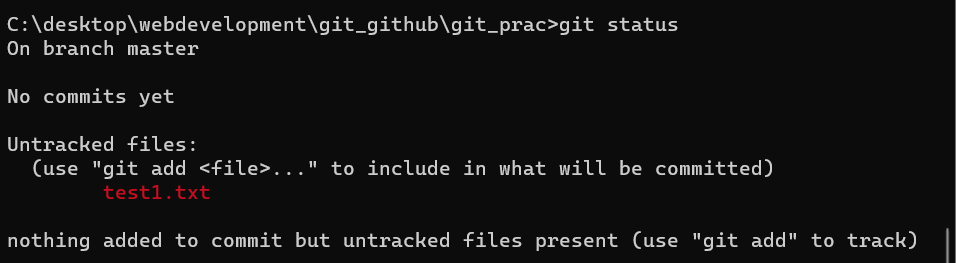 C:\desktop\webdevelopment\git_github\git_prac>git status
On branch master
No commits yet
Untracked files:
(use "git add <file>..." to include in what will be committed)
test1.txt
nothing added to commit but untracked files present (use "git add" to track)